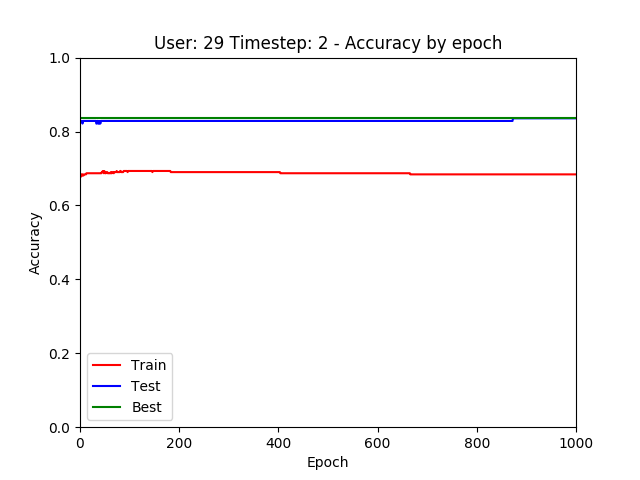 User: 29 Timestep: 2 - Accuracy by epoch
1.0
0.8
0.6
0.4
0.2
0.0
Accuracy
Train
Test
Best
0 200 400 600 800 1000
Epoch